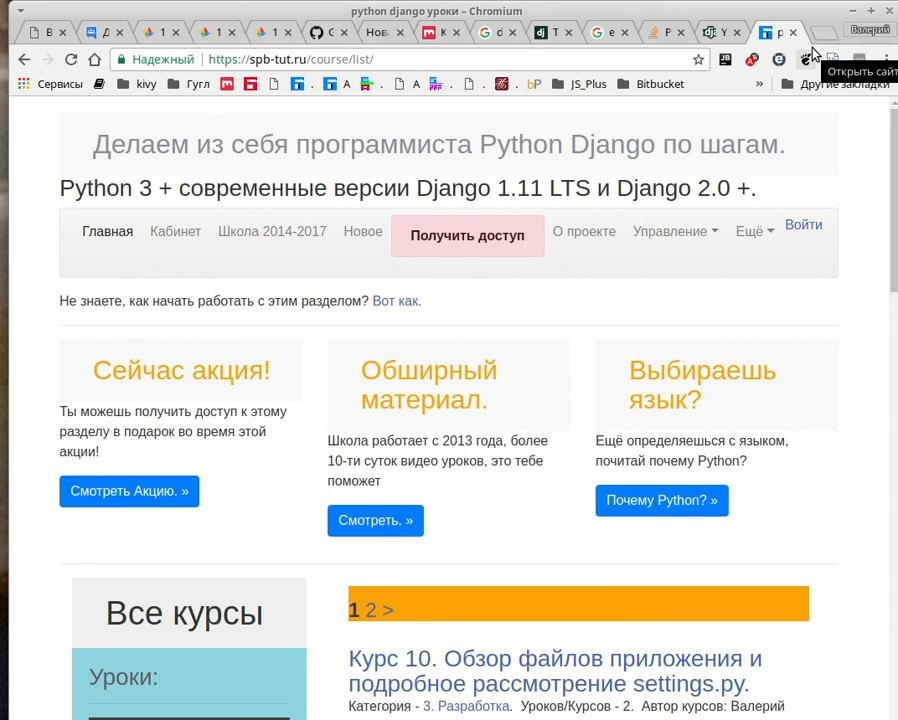 python django уроки – Chromium
В
Д
1
1
1
G
Нова
К
d
T
e
P
Y
р
Валерий
Надежный
https://spb-tut.ru/course/list/
Открыть сайт
Сервисы
kivy
Гугл
.
А
.
А
.
bP
JS_Plus
Bitbucket
»
Другие закладки
Делаем из себя программиста Python Django по шагам.
Python 3 + современные версии Django 1.11 LTS и Django 2.0 +.
Главная Кабинет Школа 2014-2017 Новое Получить доступ О проекте Управление Ещё Войти
Не знаете, как начать работать с этим разделом? Вот как.
Сейчас акция!
Ты можешь получить доступ к этому
разделу в подарок во время этой
акции!
Смотреть Акцию. »
Обширный
материал.
Школа работает с 2013 года, более
10-ти суток видео уроков, это тебе
поможет
Смотреть. »
Выбираешь
язык?
Ещё определяешься с языком,
почитай почему Python?
Почему Python? »
Все курсы
Уроки:
1 2 >
Курс 10. Обзор файлов приложения и
подробное рассмотрение settings.py.
Категория - 3. Разработка. Уроков/Курсов - 2. Автор курсов: Валерий